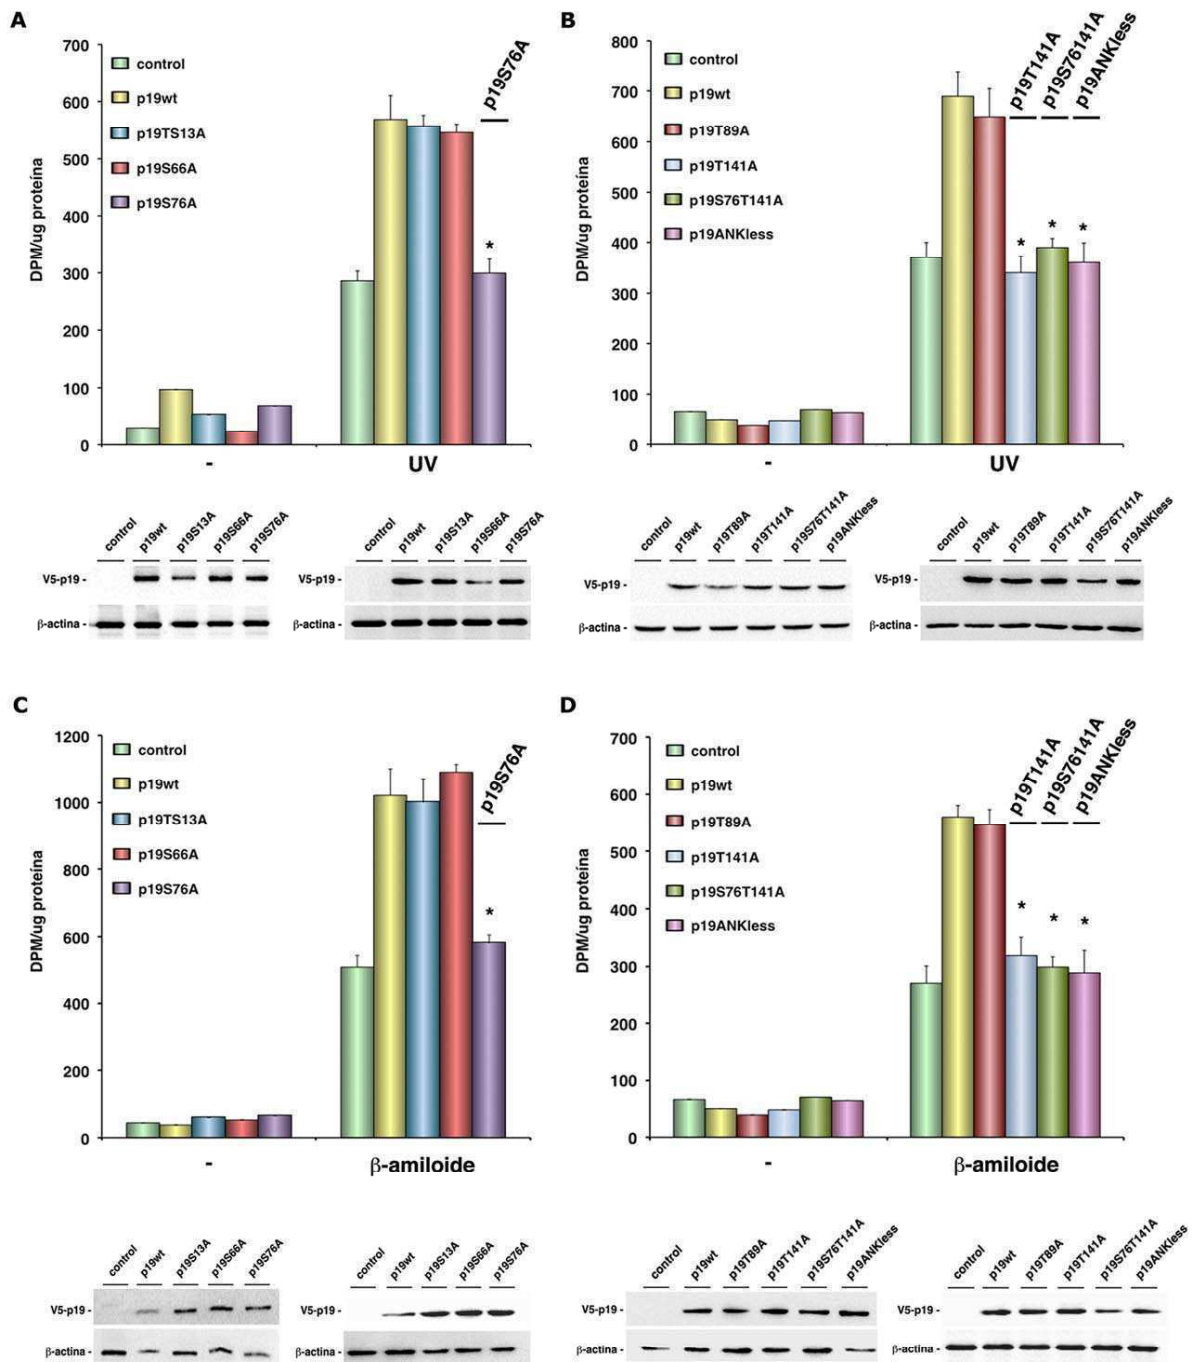 A
DPM/ug proteína
700
600
500
400
300
200
100
0
control
p19wt
p19TS13A
p19S66A
p19S76A
p19S76A
*
-
UV
control
p19wt
p19S13A
p19S66A
p19S76A
V5-p19 -
β-actina -
control
p19wt
p19S13A
p19S66A
p19S76A
V5-p19 -
β-actina -
B
DPM/ug proteína
800
700
600
500
400
300
200
100
0
control
p19wt
p19T89A
p19T141A
p19S76T141A
p19ANKless
p19T141A
p19S76141A
p19ANKless
* * *
-
UV
control
p19wt
p19T89A
p19T141A
p19S76T141A
p19ANKless
V5-p19 -
β-actina -
control
p19wt
p19T89A
p19T141A
p19S76T141A
p19ANKless
V5-p19 -
β-actina -
C
DPM/ug proteína
1200
1000
800
600
400
200
0
control
p19wt
p19TS13A
p19S66A
p19S76A
p19S76A
*
-
β-amiloide
control
p19wt
p19S13A
p19S66A
p19S76A
V5-p19 -
β-actina -
control
p19wt
p19S13A
p19S66A
p19S76A
V5-p19 -
β-actina -
D
DPM/ug proteína
700
600
500
400
300
200
100
0
control
p19wt
p19T89A
p19T141A
p19S76T141A
p19ANKless
p19T141A
p19S76141A
p19ANKless
* * *
-
β-amiloide
control
p19wt
p19T89A
p19T141A
p19S76T141A
p19ANKless
V5-p19 -
β-actina -
control
p19wt
p19T89A
p19T141A
p19S76T141A
p19ANKless
V5-p19 -
β-actina -